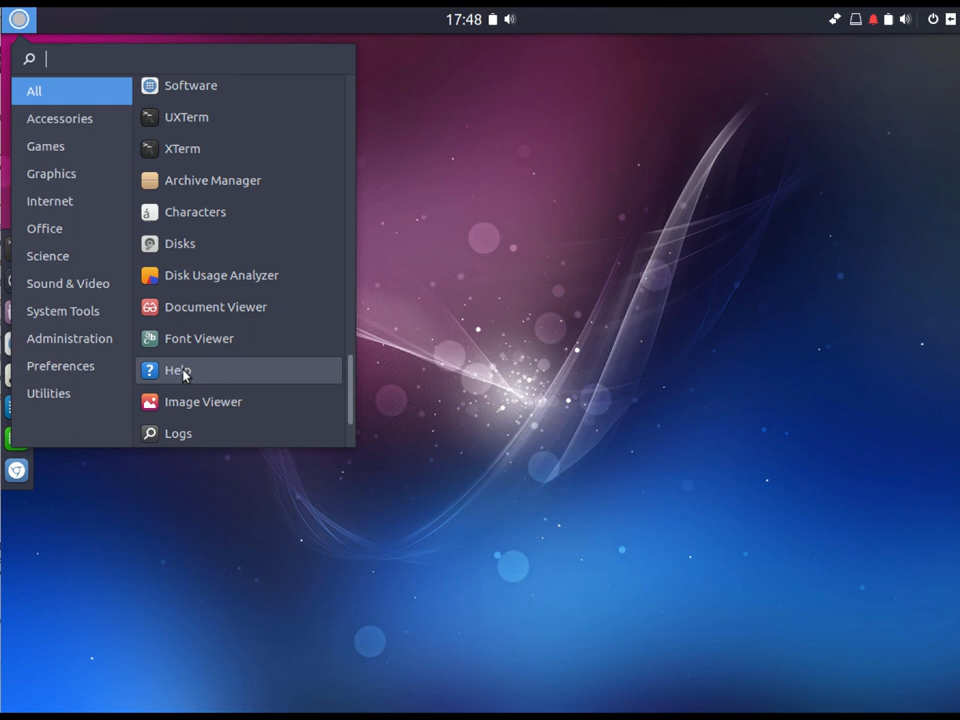 17:48
All
Accessories
Games
Graphics
Internet
Office
Science
Sound & Video
System Tools
Administration
Preferences
Utilities
Software
UXTerm
XTerm
Archive Manager
Characters
Disks
Disk Usage Analyzer
Document Viewer
Font Viewer
Help
Image Viewer
Logs